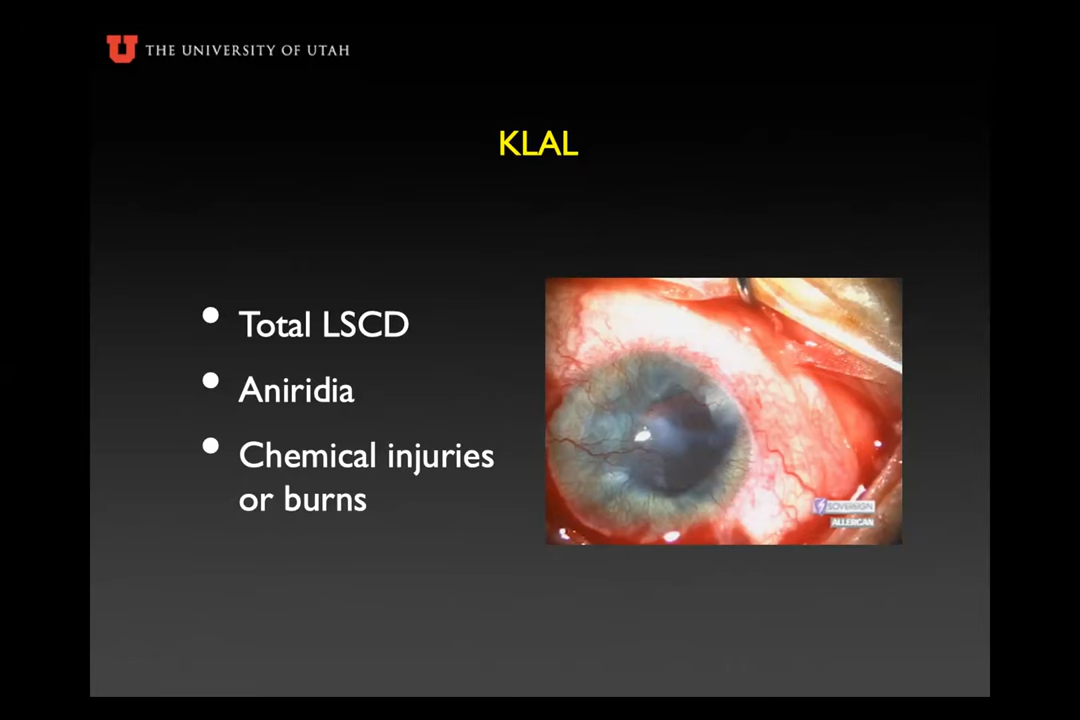 THE UNIVERSITY OF UTAH
KLAL
• Total LSCD
• Aniridia
• Chemical injuries
or burns
SOVEREIGN
ALLERGAN